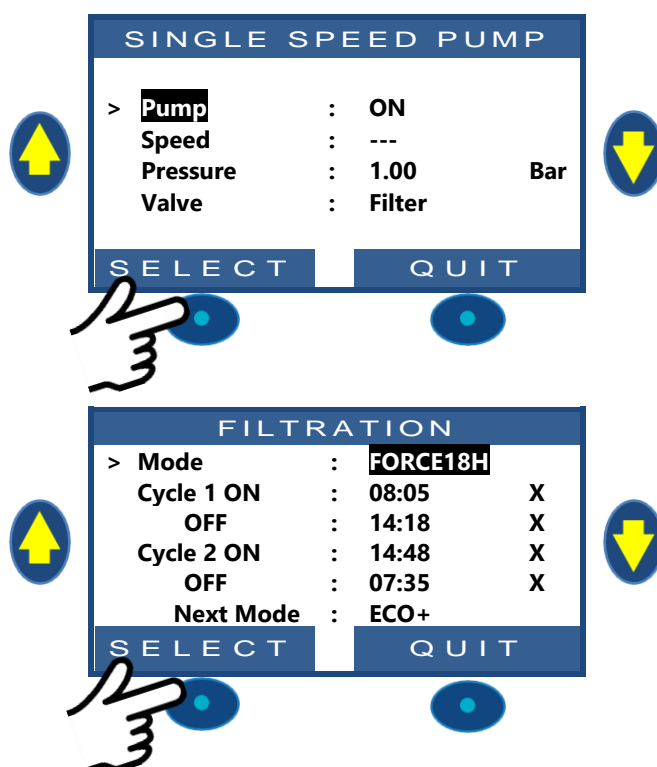 SINGLE SPEED PUMP
> Pump : ON
Speed : ---
Pressure : 1.00 Bar
Valve : Filter
SELECT QUIT
FILTRATION
> Mode : FORCE18H
Cycle 1 ON : 08:05 X
OFF : 14:18 X
Cycle 2 ON : 14:48 X
OFF : 07:35 X
Next Mode : ECO+
SELECT QUIT